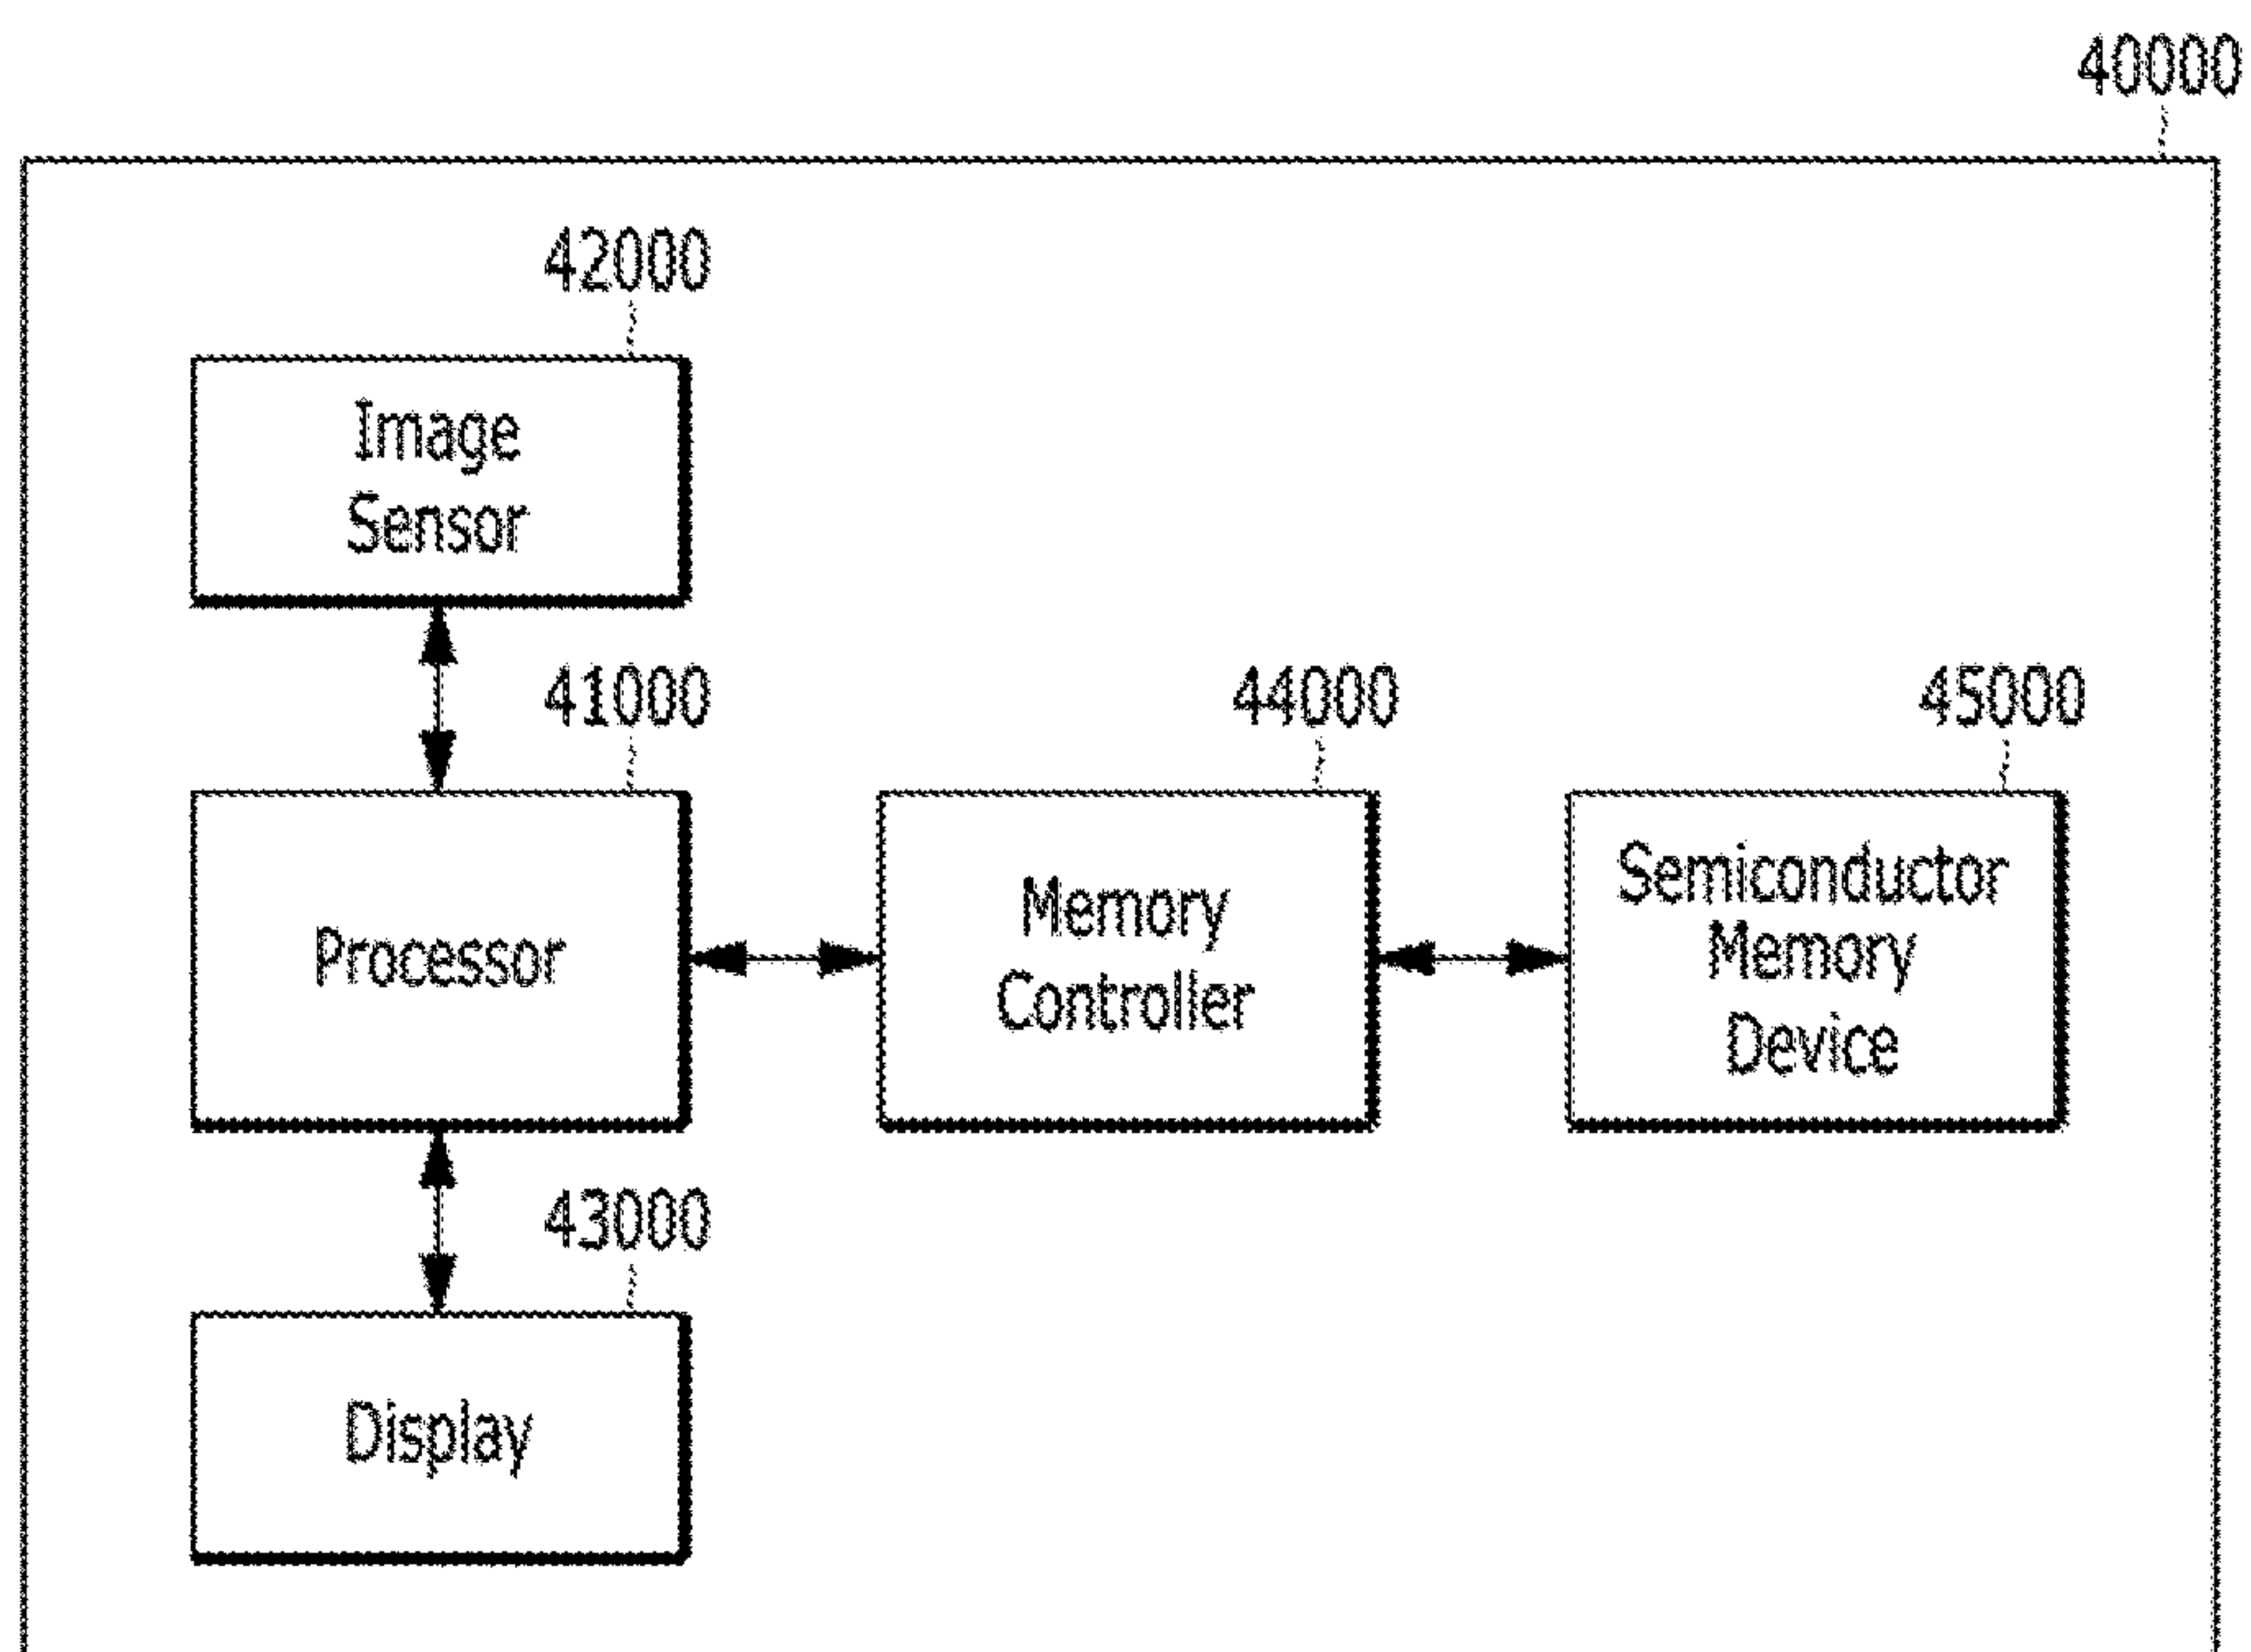 40000
42000
Image
Sensor
41000
44000
45000
Processor
Memory
Controller
Semiconductor
Memory
Device
43000
Display